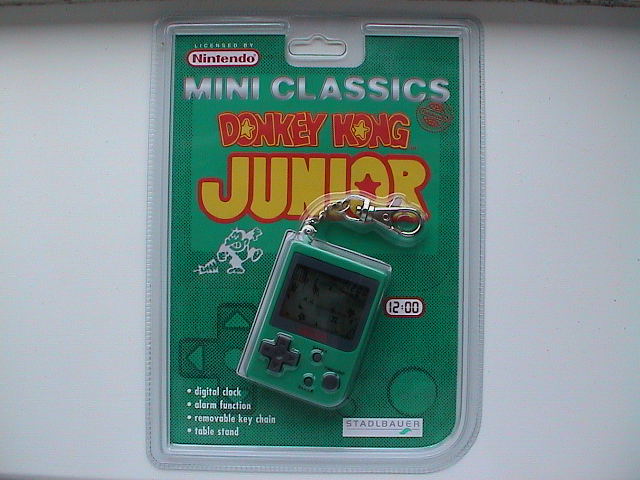 LICENSED BY
Nintendo
MINI CLASSICS
DONKEY KONG
JUNIOR
12:00
• digital clock
• alarm function
• removable key chain
• table stand
STADLBAUER